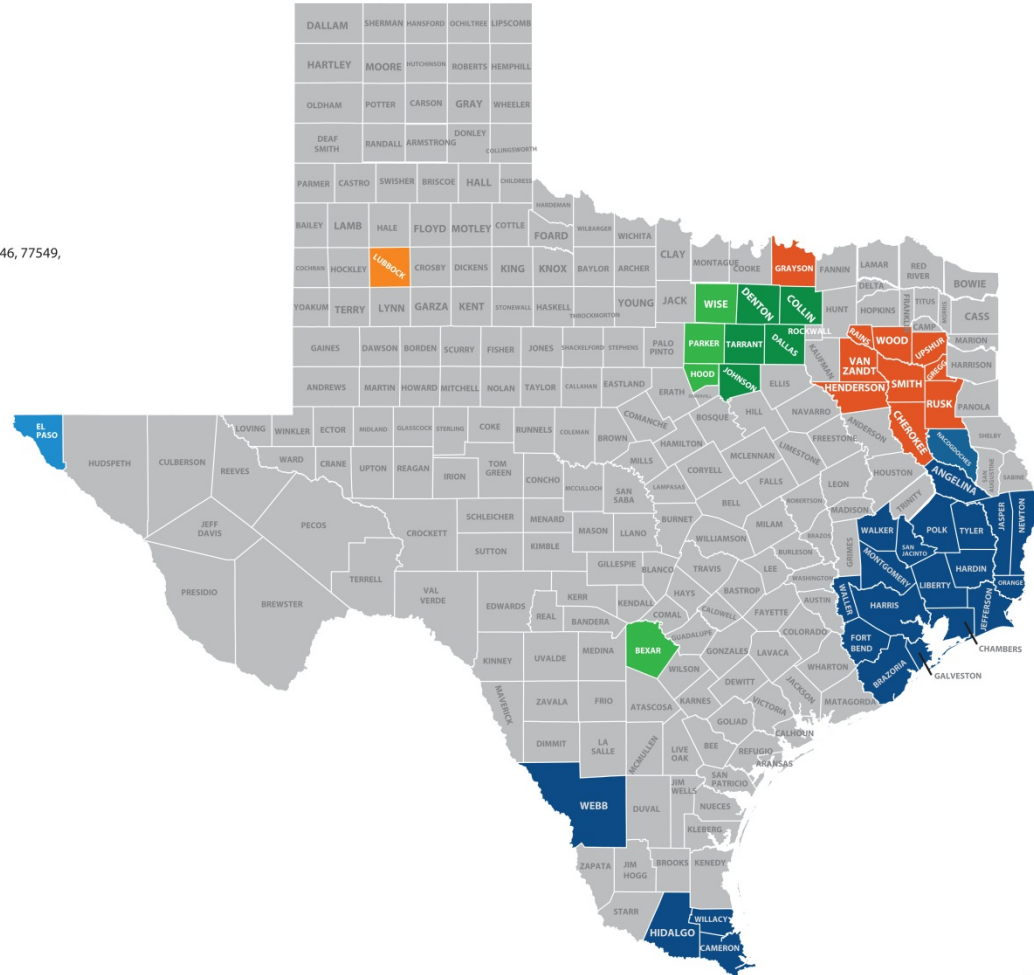 DALLAM SHERMAN HANSFORD OCHILTREE LIPSCOMB
HARTLEY MOORE HUTCHINSON ROBERTS HEMPHILL
OLDHAM POTTER CARSON GRAY WHEELER
DEAF SMITH RANDALL ARMSTRONG DONLEY COLLINGSWORTH
PARMER CASTRO SWISHER BRISCOE HALL CHILDRESS
HARDEMAN
BAILEY LAMB HALE FLOYD MOTLEY COTTLE FOARD WILBARGER WICHITA
46, 77549,
COCHRAN HOCKLEY LUBBOCK CROSBY DICKENS KING KNOX BAYLOR ARCHER CLAY MONTAGUE COOKE GRAYSON FANNIN LAMAR RED RIVER BOWIE
DELTA
YOAKUM TERRY LYNN GARZA KENT STONEWALL HASKELL THROCKMORTON YOUNG JACK WISE DENTON COLLIN HUNT HOPKINS FRANKLIN TITUS MORRIS CASS
ROCKWALL CAMP
GAINES DAWSON BORDEN SCURRY FISHER JONES SHACKELFORD STEPHENS PALO PINTO PARKER TARRANT DALLAS KAUFMAN RAINS WOOD UPSHUR MARION
VAN ZANDT GREGG HARRISON
ANDREWS MARTIN HOWARD MITCHELL NOLAN TAYLOR CALLAHAN EASTLAND ERATH HOOD JOHNSON ELLIS HENDERSON SMITH RUSK PANOLA
EL PASO HUDSPETH CULBERSON REEVES LOVING WINKLER ECTOR MIDLAND GLASSCOCK STERLING COKE RUNNELS COLEMAN BROWN COMANCHE BOSQUE HILL NAVARRO ANDERSON CHEROKEE NACOGDOCHES SHELBY
WARD CRANE UPTON REAGAN IRION TOM GREEN CONCHO MCCULLOCH MILLS HAMILTON MCLENNAN LIMESTONE FREESTONE HOUSTON ANGELINA SAN AUGUSTINE SABINE
SAN SABA LAMPASAS CORYELL FALLS LEON TRINITY
JEFF DAVIS PECOS CROCKETT SCHLEICHER MENARD MASON LLANO BURNET BELL ROBERTSON MADISON WALKER POLK TYLER JASPER NEWTON
SUTTON KIMBLE WILLIAMSON MILAM BRAZOS GRIMES SAN JACINTO
PRESIDIO BREWSTER TERRELL VAL VERDE GILLESPIE BLANCO TRAVIS LEE BURLESON WASHINGTON MONTGOMERY LIBERTY HARDIN ORANGE
EDWARDS REAL KERR BANDERA KENDALL COMAL HAYS BASTROP CALDWELL FAYETTE AUSTIN WALLER HARRIS JEFFERSON
KINNEY UVALDE MEDINA BEXAR GUADALUPE GONZALES LAVACA COLORADO FORT BEND CHAMBERS
WILSON WHARTON BRAZORIA GALVESTON
MAVERICK ZAVALA FRIO ATASCOSA KARNES DEWITT VICTORIA JACKSON MATAGORDA
GOLIAD CALHOUN
DIMMIT LA SALLE MCMULLEN LIVE OAK BEE REFUGIO ARANSAS
SAN PATRICIO
WEBB DUVAL JIM WELLS NUECES
KLEBERG
ZAPATA JIM HOGG BROOKS KENEDY
STARR HIDALGO WILLACY
CAMERON